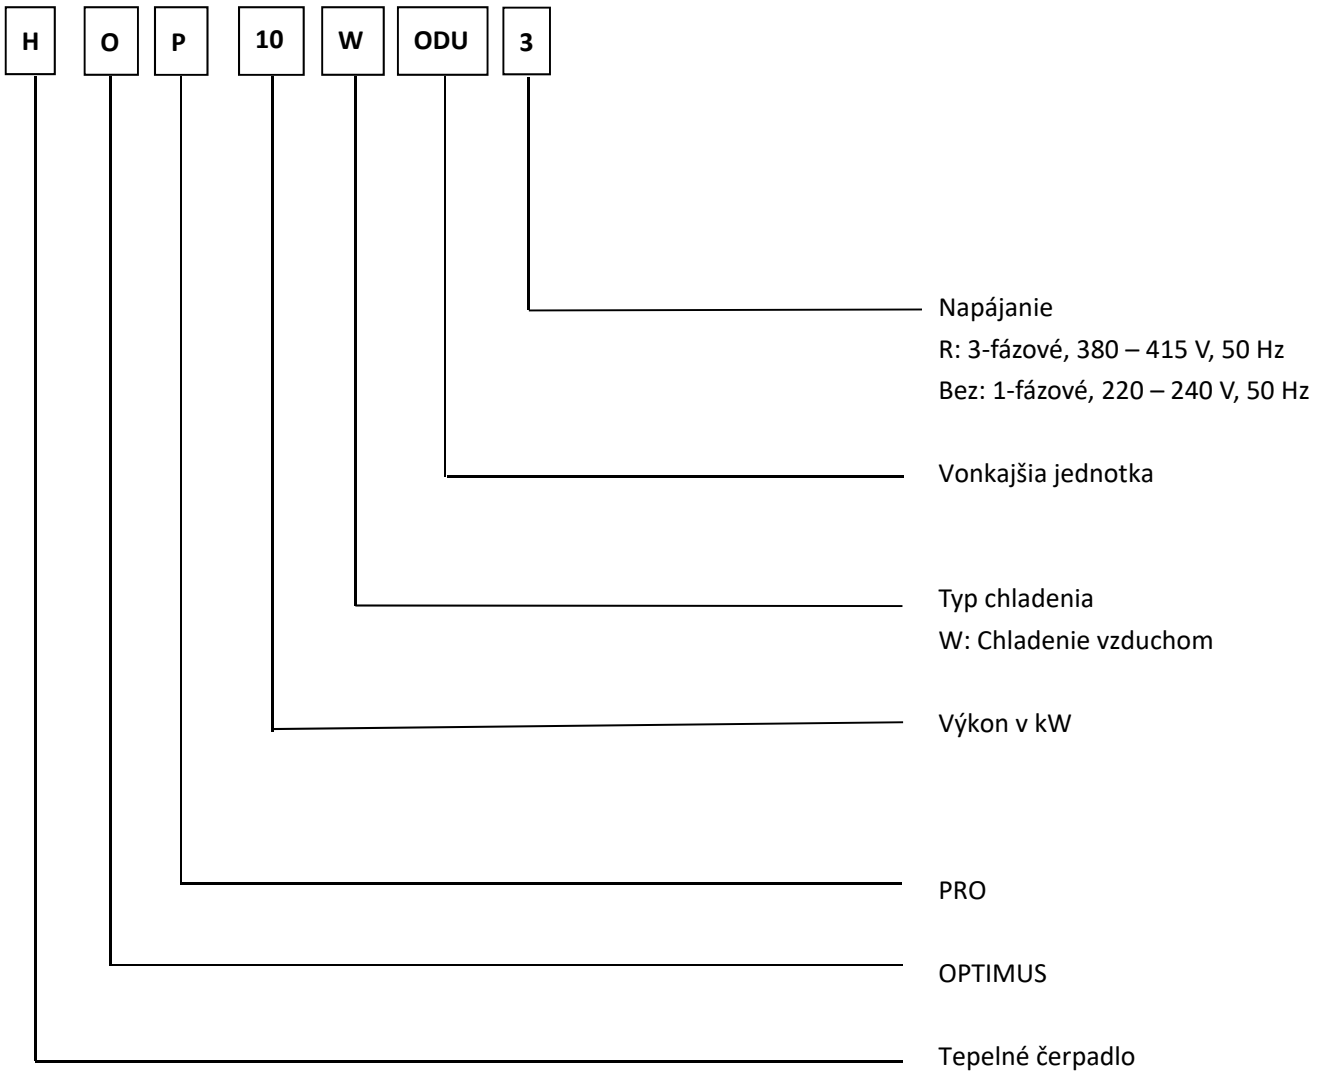 H O P 10 W ODU 3
Napájanie
R: 3-fázové, 380 – 415 V, 50 Hz
Bez: 1-fázové, 220 – 240 V, 50 Hz
Vonkajšia jednotka
Typ chladenia
W: Chladenie vzduchom
Výkon v kW
PRO
OPTIMUS
Tepelné čerpadlo